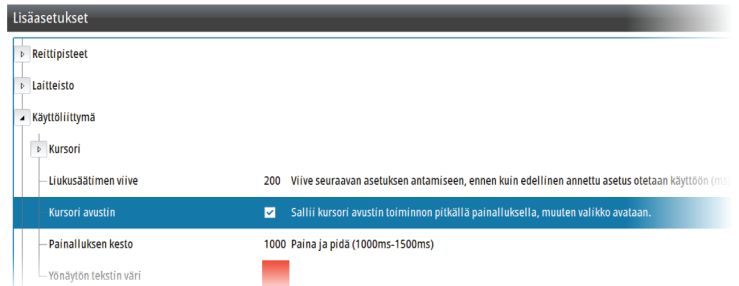 Lisäasetukset
Reittipisteet
Laitteisto
Käyttöliittymä
Kursori
Liukusäätimen viive 200 Viive seuraavan asetuksen antamiseen, ennen kuin edellinen annettu asetus otetaan käyttöön (ms
Kursori avustin Sallii kursori avustin toiminnon pitkällä painalluksella, muuten valikko avataan.
Painalluksen kesto 1000 Paina ja pidä (1000ms-1500ms)
Yönäytön tekstin väri